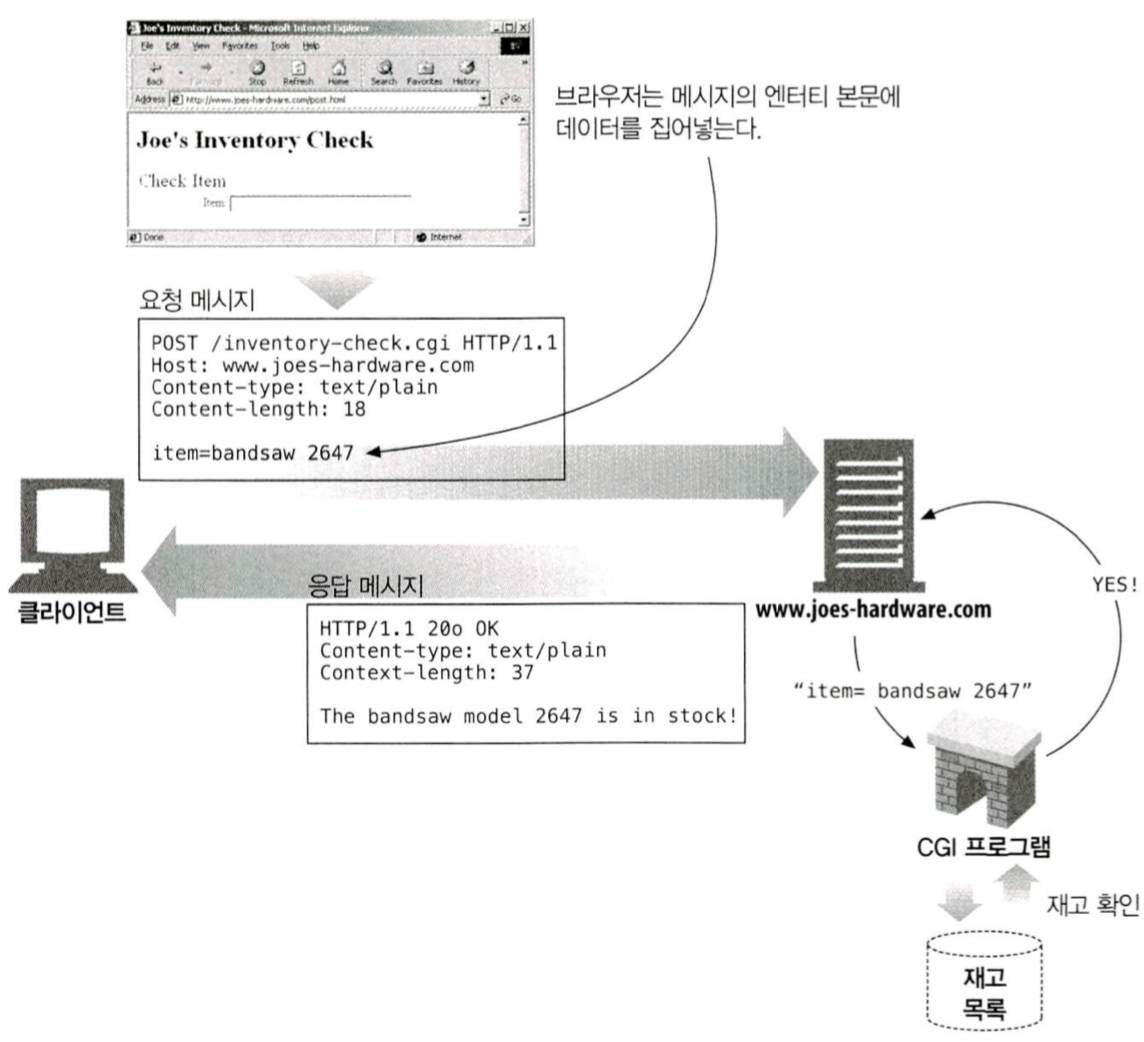 Joe's Inventory Check - Microsoft Internet Explorer
File Edit View Favorites Tools Help
Back Forward Stop Refresh Home Search Favorites History
Address http://www.joes-hardware.com/post.html Go
Joe's Inventory Check
Check Item
Item:
Done Internet
브라우저는 메시지의 엔터티 본문에
데이터를 집어넣는다.
요청 메시지
POST /inventory-check.cgi HTTP/1.1
Host: www.joes-hardware.com
Content-type: text/plain
Content-length: 18
item=bandsaw 2647
클라이언트
응답 메시지
HTTP/1.1 20o OK
Content-type: text/plain
Context-length: 37
The bandsaw model 2647 is in stock!
www.joes-hardware.com
YES!
“item= bandsaw 2647”
CGI 프로그램
재고 확인
재고
목록